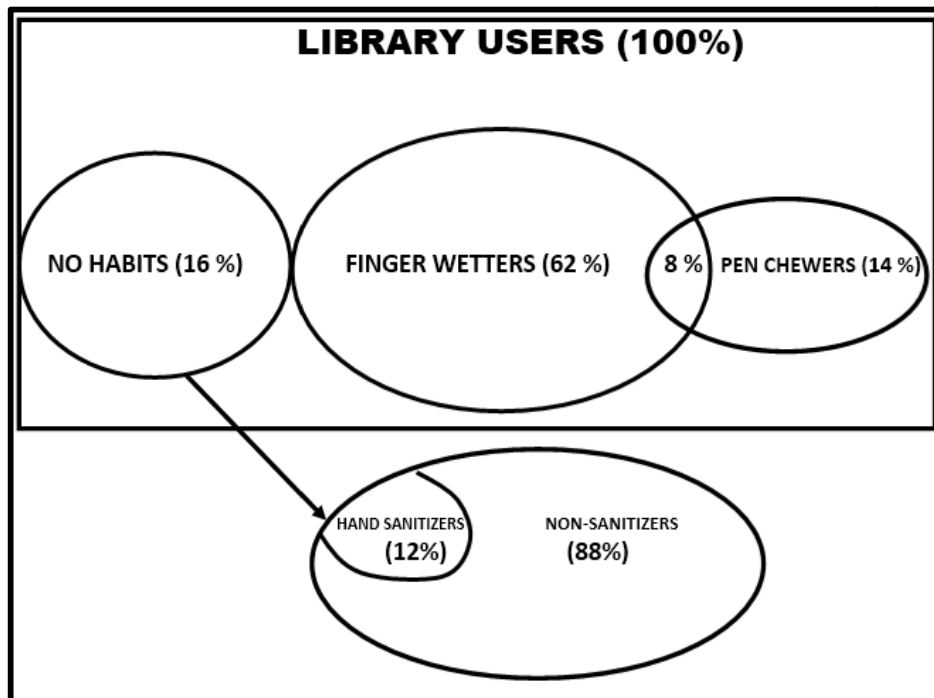 LIBRARY USERS (100%)
NO HABITS (16 %)
FINGER WETTERS (62 %)
8 %
PEN CHEWERS (14 %)
HAND SANITIZERS
(12%)
NON-SANITIZERS
(88%)